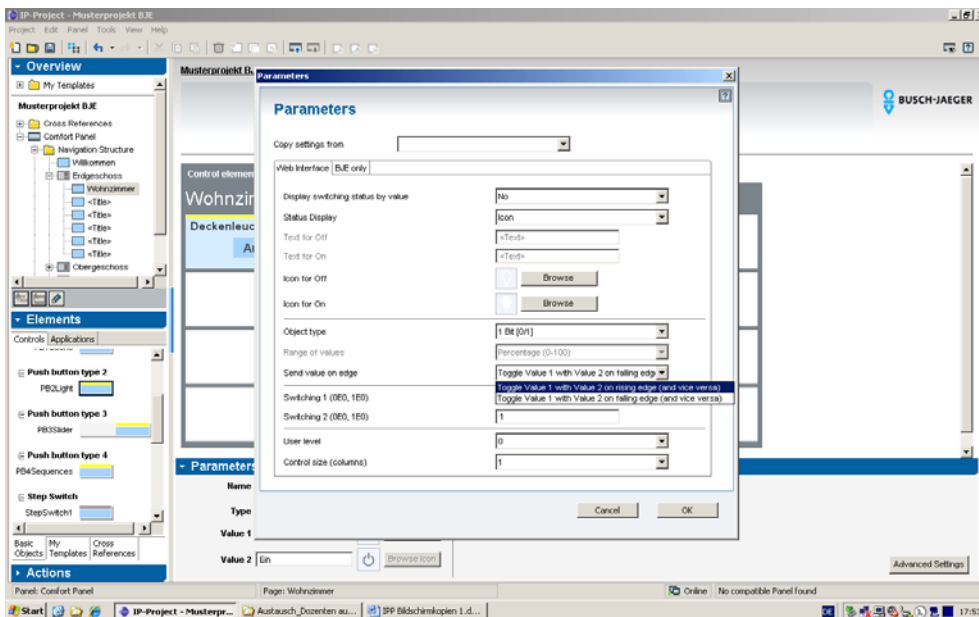 IP-Project - Musterprojekt BJE
Project Edit Panel Tools View Help
Overview
My Templates
Musterprojekt BJE
Cross References
Comfort Panel
Navigation Structure
Willkommen
Erdgeschoss
Wohnzimmer
<Title>
<Title>
<Title>
<Title>
<Title>
Obergeschoss
Elements
Controls Applications
Push button type 2
PB2Light
Push button type 3
PB3Slider
Push button type 4
PB4Sequences
Step Switch
StepSwitch1
Basic Objects
My Templates
Cross References
Actions
Musterprojekt B
BUSCH-JAEGER
Control elemen
Wohnzir
Deckenleuc
Parameters
Parameters
Copy settings from
Web Interface BJE only
Display switching status by value No
Status Display Icon
Text for Off <Text>
Text for On <Text>
Icon for Off Browse
Icon for On Browse
Object type 1 Bit [0/1]
Range of values Percentage (0-100)
Send value on edge Toggle Value 1 with Value 2 on falling edg
Toggle Value 1 with Value 2 on rising edge (and vice versa)
Toggle Value 1 with Value 2 on falling edge (and vice versa)
Switching 1 (0E0, 1E0)
Switching 2 (0E0, 1E0) 1
User level 0
Control size (columns) 1
Cancel OK
Parameters
Name
Type
Value 1
Value 2 Ein Browse Icon
Advanced Settings
Panel: Comfort Panel
Page: Wohnzimmer
Online No compatible Panel found
Start
IP-Project - Musterpr...
Austausch_Dozenten au...
IPP Bildschirmkopien 1.d...
DE